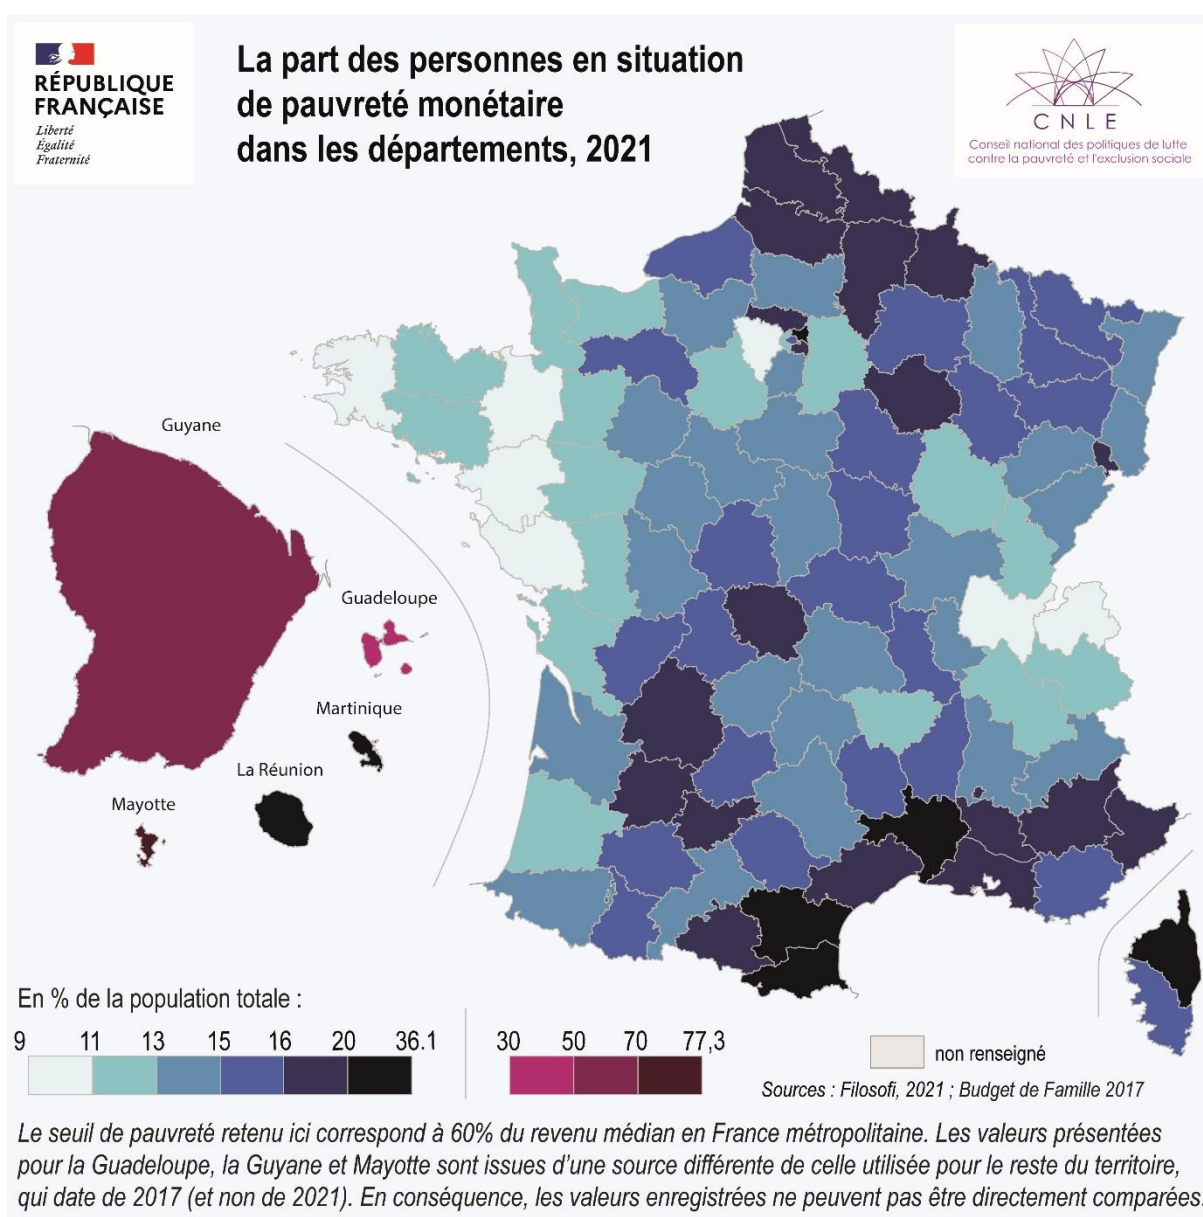 RÉPUBLIQUE
FRANÇAISE
Liberté
Égalité
Fraternité
La part des personnes en situation
de pauvreté monétaire
dans les départements, 2021
CNLE
Conseil national des politiques de lutte
contre la pauvreté et l'exclusion sociale
Guyane
Guadeloupe
Martinique
La Réunion
Mayotte
En % de la population totale :
9 11 13 15 16 20 36.1
30 50 70 77,3
non renseigné
Sources : Filosofi, 2021 ; Budget de Famille 2017
Le seuil de pauvreté retenu ici correspond à 60% du revenu médian en France métropolitaine. Les valeurs présentées
pour la Guadeloupe, la Guyane et Mayotte sont issues d'une source différente de celle utilisée pour le reste du territoire,
qui date de 2017 (et non de 2021). En conséquence, les valeurs enregistrées ne peuvent pas être directement comparées.